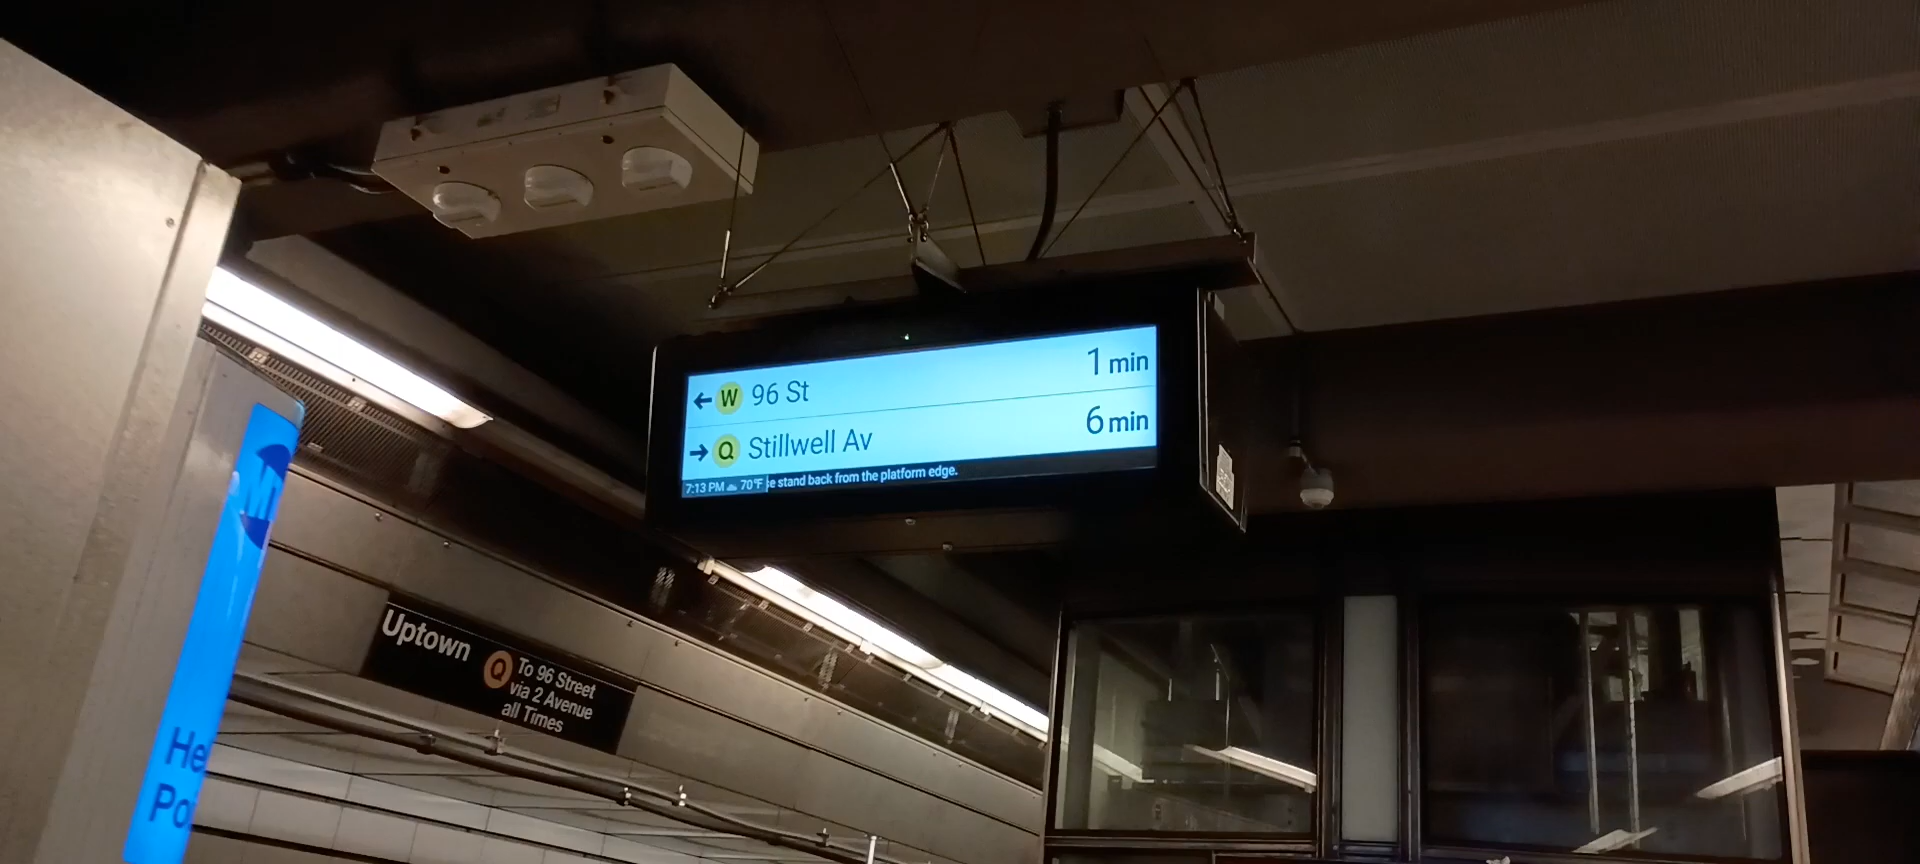 ← W 96 St 1 min
→ Q Stillwell Av 6 min
7:13 PM 70°F e stand back from the platform edge.
Uptown Q To 96 Street
via 2 Avenue
all Times
He
Po